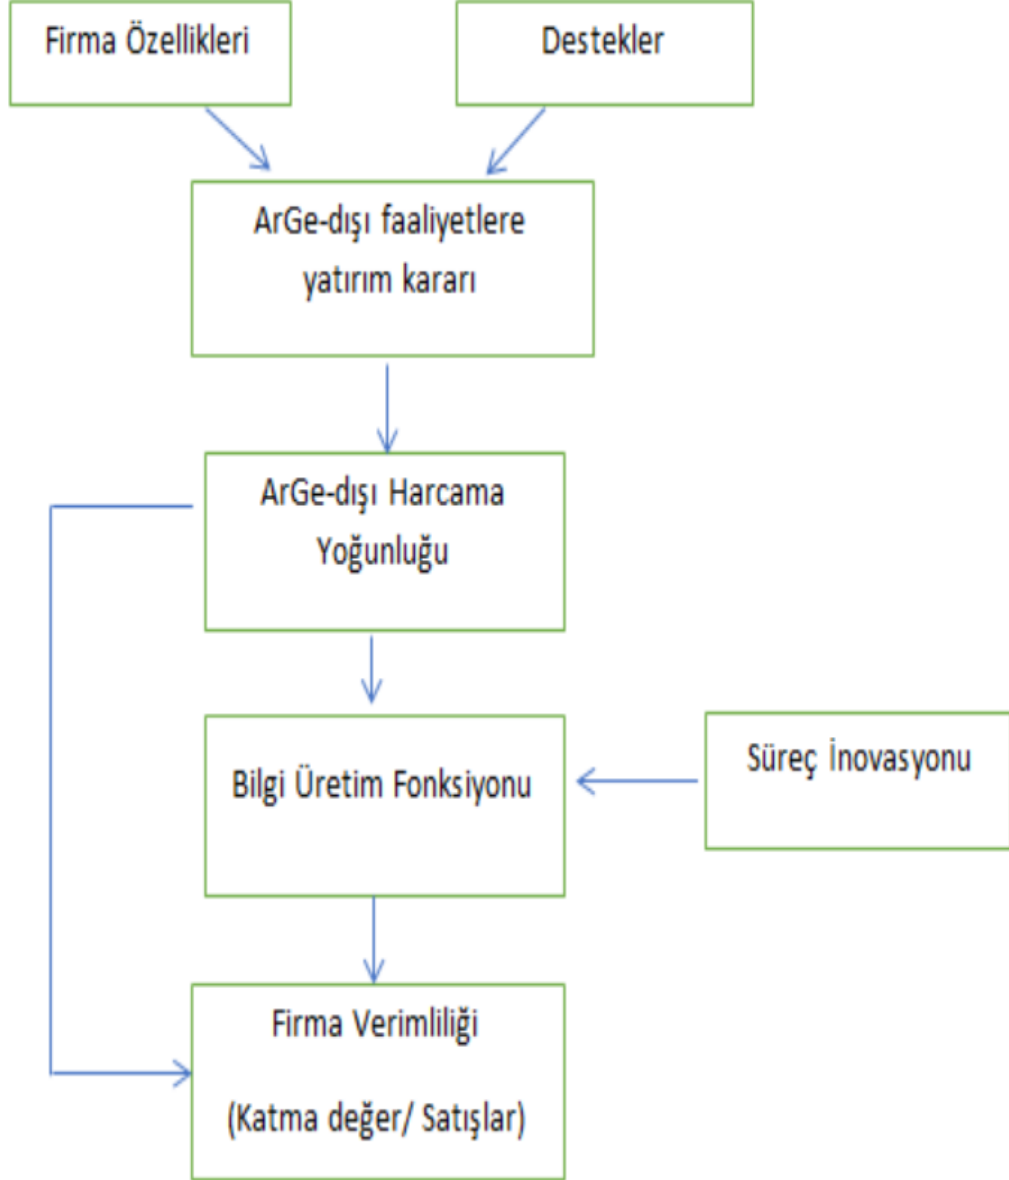 Firma Özellikleri
Destekler
ArGe-dışı faaliyetlere
yatırım kararı
ArGe-dışı Harcama
Yoğunluğu
Bilgi Üretim Fonksiyonu
Süreç İnovasyonu
Firma Verimliliği
(Katma değer/ Satışlar)